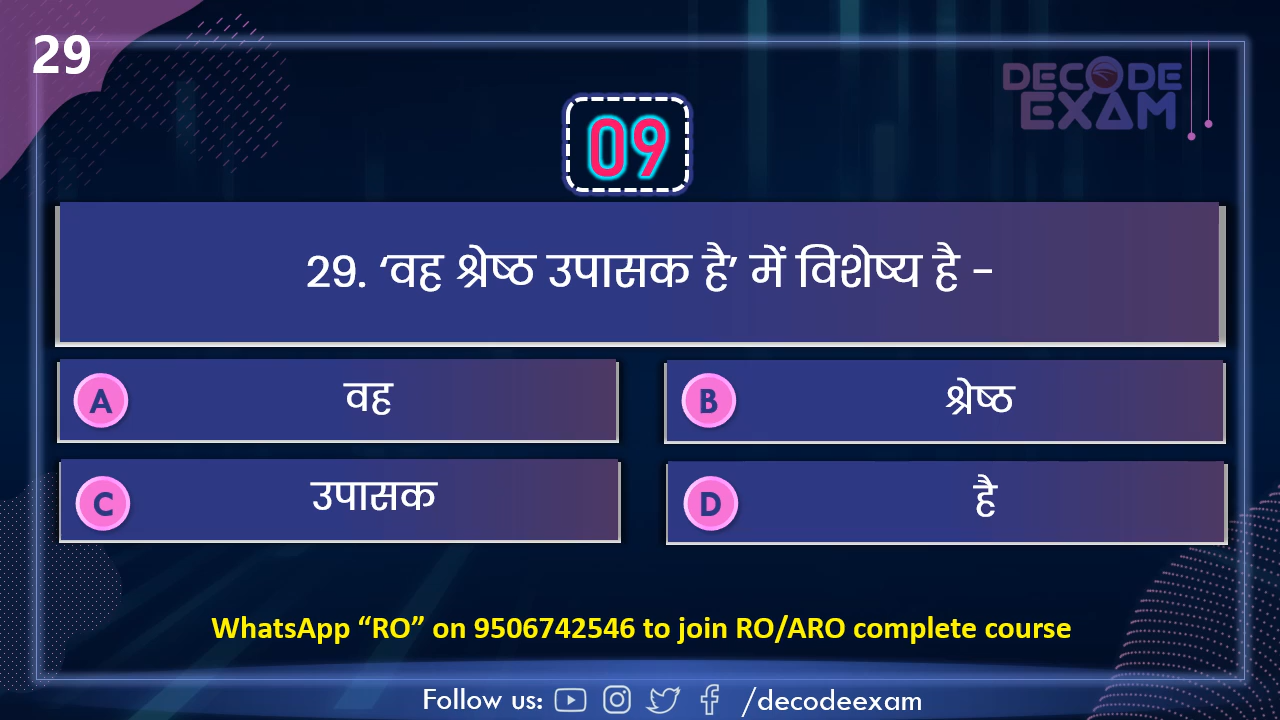 29
DECODE
EXAM
09
29. ‘वह श्रेष्ठ उपासक है’ में विशेष्य है –
A वह
B श्रेष्ठ
C उपासक
D है
WhatsApp “RO” on 9506742546 to join RO/ARO complete course
Follow us: /decodeexam